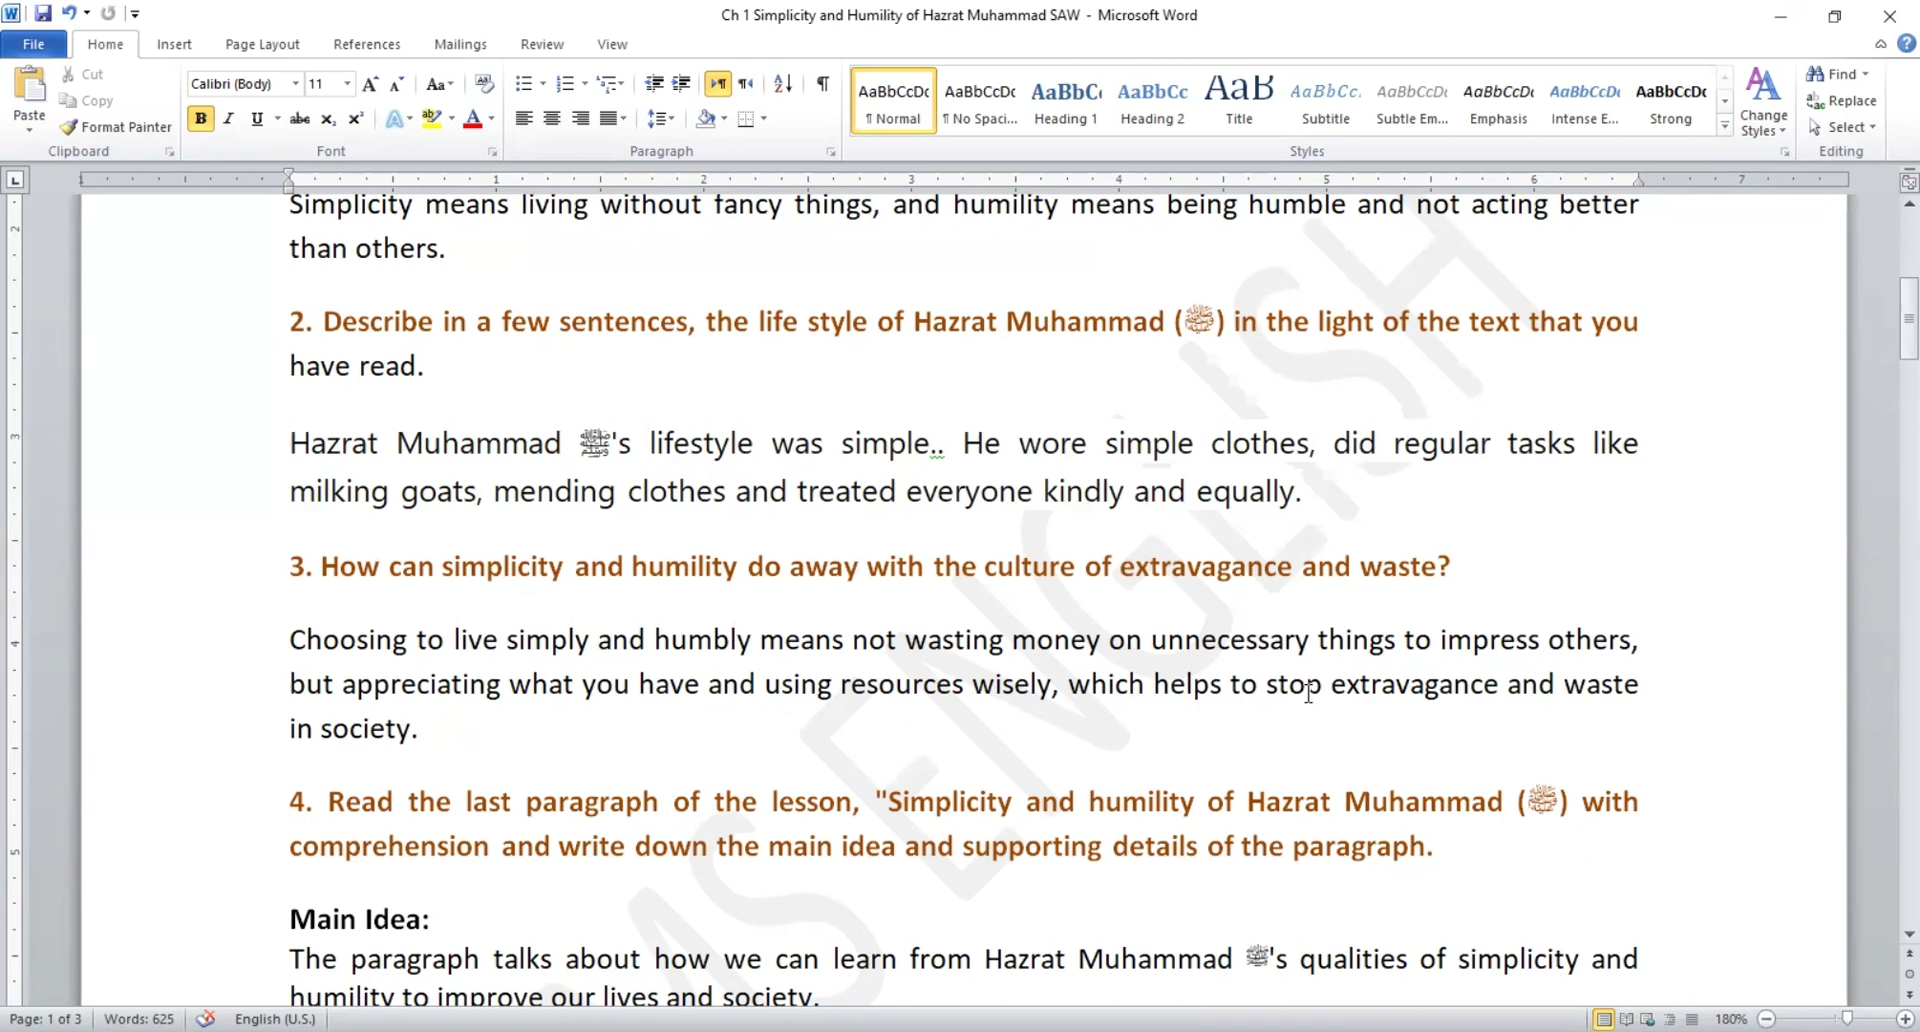 Ch 1 Simplicity and Humility of Hazrat Muhammad SAW - Microsoft Word
File Home Insert Page Layout References Mailings Review View
Cut
Copy
Paste
Format Painter
Calibri (Body) 11
B I U abc x₂ x²
AaBbCcDc AaBbCcDc AaBbC AaBbCc AaB AaBbCc. AaBbCcDc AaBbCcDc AaBbCcDc AaBbCcDc
¶ Normal ¶ No Spaci... Heading 1 Heading 2 Title Subtitle Subtle Em... Emphasis Intense E... Strong
Change Styles
Find
Replace
Select
Clipboard Font Paragraph Styles Editing
1 1 2 3 4 5 6 7
Simplicity means living without fancy things, and humility means being humble and not acting better
than others.
2. Describe in a few sentences, the life style of Hazrat Muhammad (ﷺ) in the light of the text that you
have read.
Hazrat Muhammad ﷺ's lifestyle was simple.. He wore simple clothes, did regular tasks like
milking goats, mending clothes and treated everyone kindly and equally.
3. How can simplicity and humility do away with the culture of extravagance and waste?
Choosing to live simply and humbly means not wasting money on unnecessary things to impress others,
but appreciating what you have and using resources wisely, which helps to stop extravagance and waste
in society.
4. Read the last paragraph of the lesson, "Simplicity and humility of Hazrat Muhammad (ﷺ) with
comprehension and write down the main idea and supporting details of the paragraph.
Main Idea:
The paragraph talks about how we can learn from Hazrat Muhammad ﷺ's qualities of simplicity and
humility to improve our lives and society.
MS ENGLISH
Page: 1 of 3 Words: 625 English (U.S.) 180%